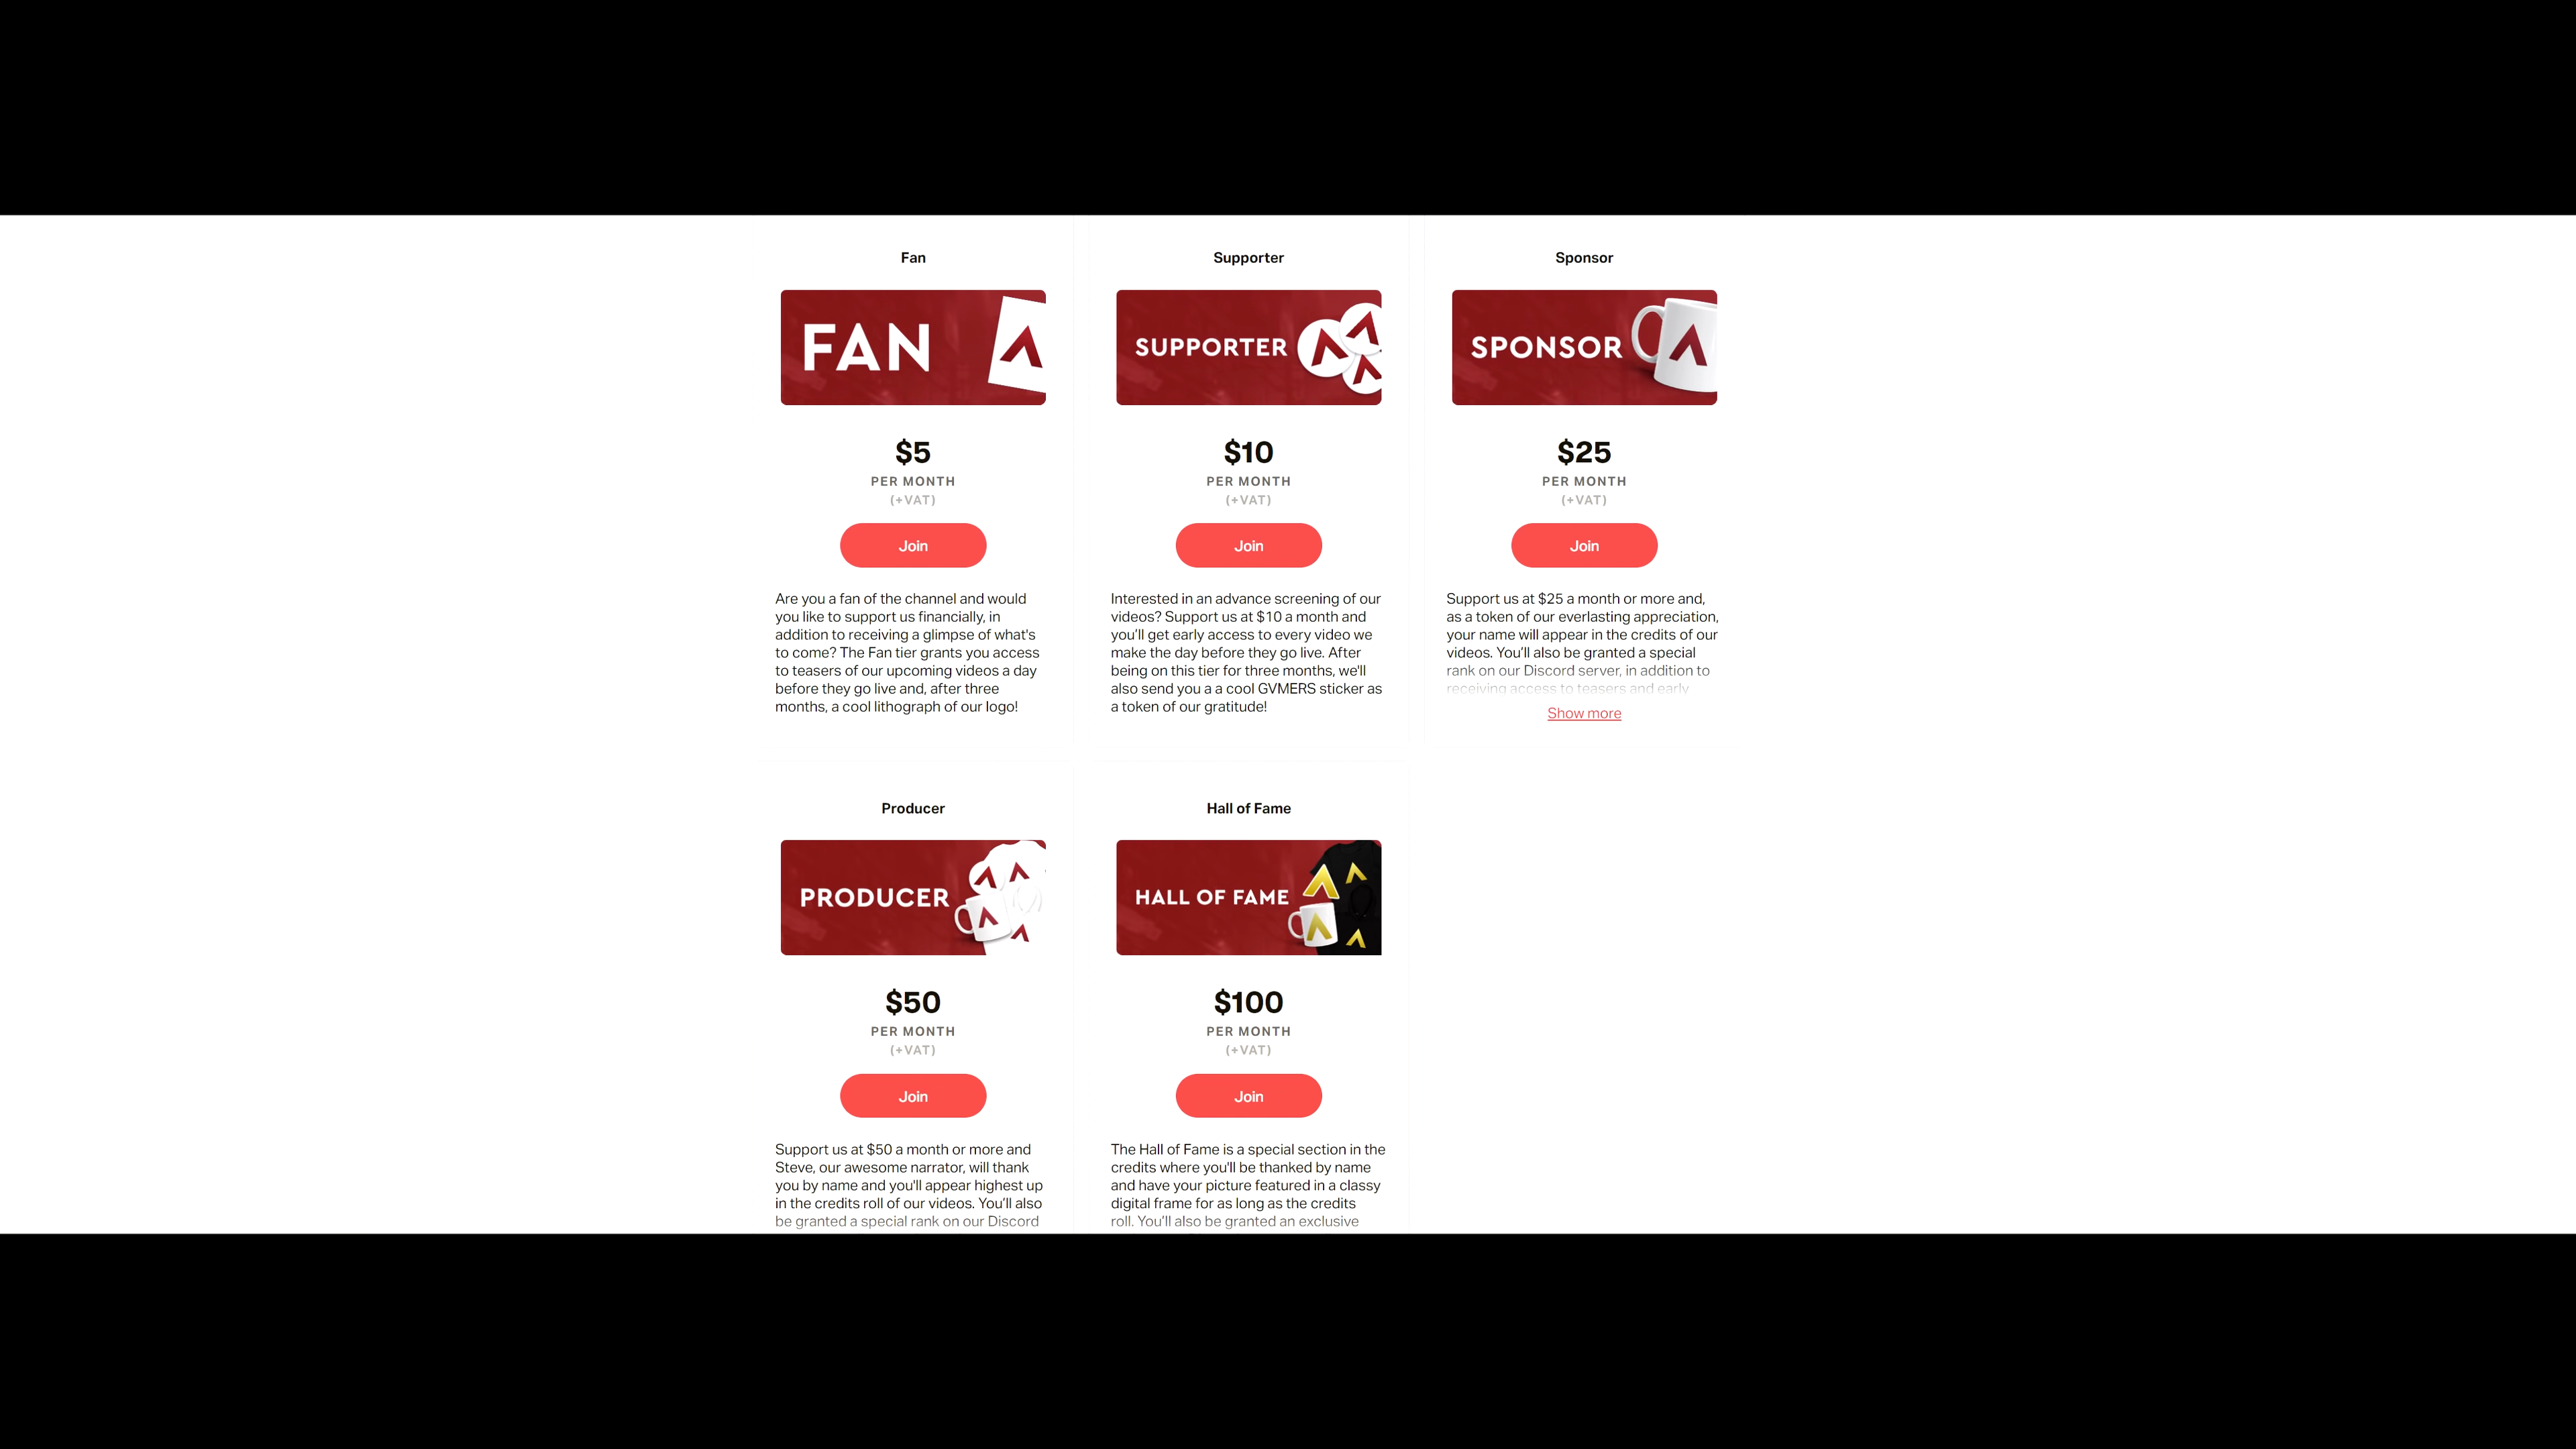 Fan
FAN
$5
PER MONTH
(+VAT)
Join
Are you a fan of the channel and would
you like to support us financially, in
addition to receiving a glimpse of what's
to come? The Fan tier grants you access
to teasers of our upcoming videos a day
before they go live and, after three
months, a cool lithograph of our logo!
Supporter
SUPPORTER
$10
PER MONTH
(+VAT)
Join
Interested in an advance screening of our
videos? Support us at $10 a month and
you'll get early access to every video we
make the day before they go live. After
being on this tier for three months, we'll
also send you a a cool GVMERS sticker as
a token of our gratitude!
Sponsor
SPONSOR
$25
PER MONTH
(+VAT)
Join
Support us at $25 a month or more and,
as a token of our everlasting appreciation,
your name will appear in the credits of our
videos. You'll also be granted a special
rank on our Discord server, in addition to
receiving access to teasers and early
Show more
Producer
PRODUCER
$50
PER MONTH
(+VAT)
Join
Support us at $50 a month or more and
Steve, our awesome narrator, will thank
you by name and you'll appear highest up
in the credits roll of our videos. You'll also
be granted a special rank on our Discord
Hall of Fame
HALL OF FAME
$100
PER MONTH
(+VAT)
Join
The Hall of Fame is a special section in the
credits where you'll be thanked by name
and have your picture featured in a classy
digital frame for as long as the credits
roll. You'll also be granted an exclusive